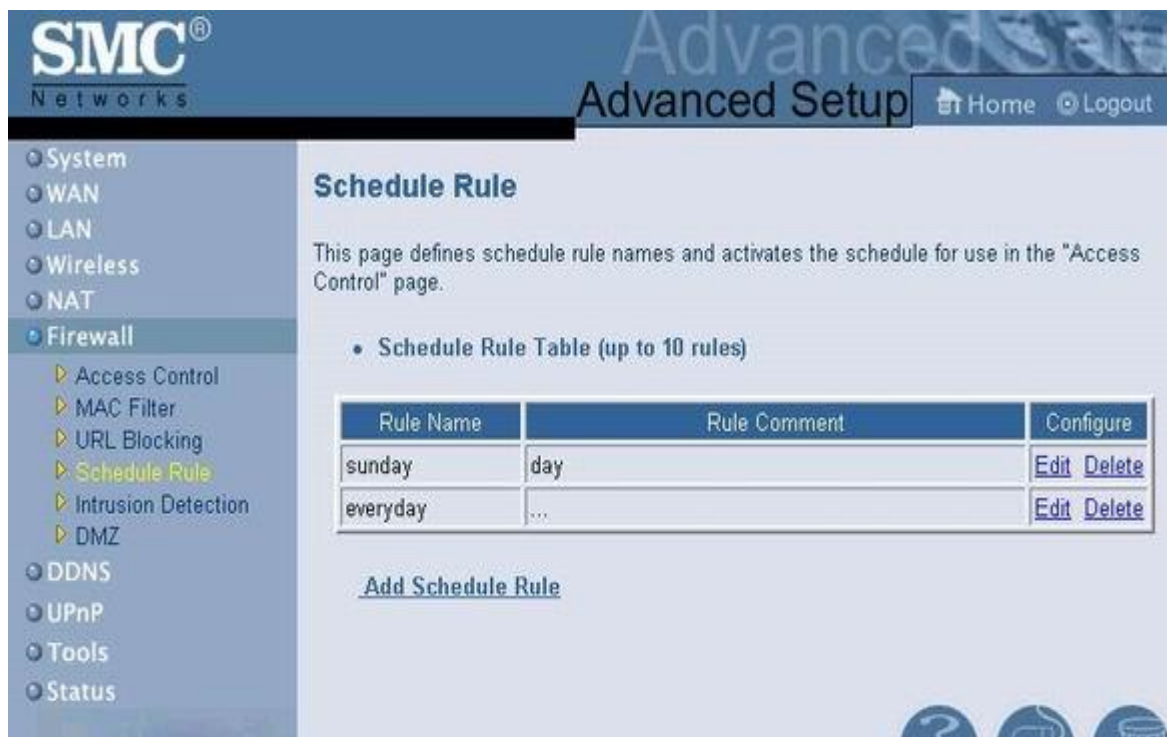 SMC®
Networks
Advanced Setup
Advanced Setup
Home
Logout
System
WAN
LAN
Wireless
NAT
Firewall
Access Control
MAC Filter
URL Blocking
Schedule Rule
Intrusion Detection
DMZ
DDNS
UPnP
Tools
Status
Schedule Rule
This page defines schedule rule names and activates the schedule for use in the "Access
Control" page.
• Schedule Rule Table (up to 10 rules)
Rule Name Rule Comment Configure
sunday day Edit Delete
everyday ... Edit Delete
Add Schedule Rule
?